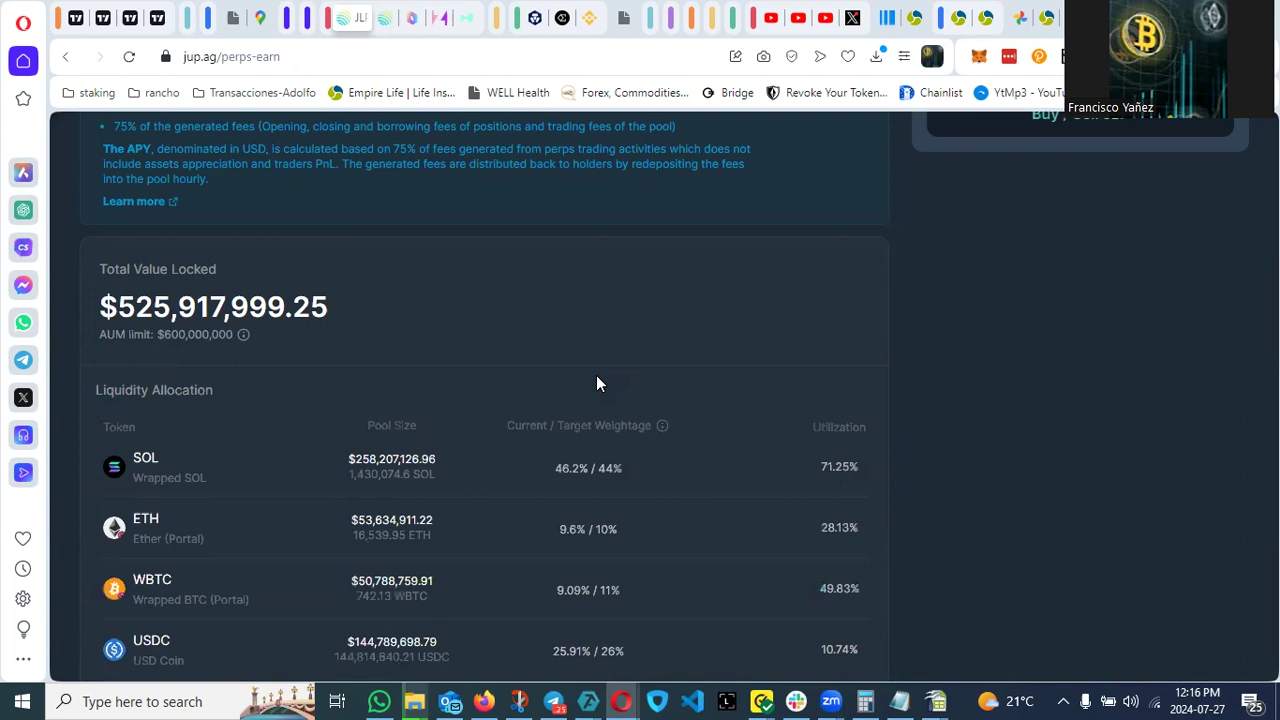 JLP
jup.ag/perps-earn
staking
rancho
Transacciones-Adolfo
Empire Life | Life Ins...
WELL Health
Forex, Commodities...
Bridge
Revoke Your Token...
Chainlist
YtMp3 - YouTu
Francisco Yañez
• 75% of the generated fees (Opening, closing and borrowing fees of positions and trading fees of the pool)
The APY, denominated in USD, is calculated based on 75% of fees generated from perps trading activities which does not
include assets appreciation and traders PnL. The generated fees are distributed back to holders by redepositing the fees
into the pool hourly.
Learn more
Total Value Locked
$525,917,999.25
AUM limit: $600,000,000
Liquidity Allocation
Token Pool Size Current / Target Weightage Utilization
SOL $258,207,126.96 46.2% / 44% 71.25%
Wrapped SOL 1,430,074.6 SOL
ETH $53,634,911.22 9.6% / 10% 28.13%
Ether (Portal) 16,539.95 ETH
WBTC $50,788,759.91 9.09% / 11% 49.83%
Wrapped BTC (Portal) 742.13 WBTC
USDC $144,789,698.79 25.91% / 26% 10.74%
USD Coin 144,814,840.21 USDC
Type here to search
21°C
12:16 PM
2024-07-27
25